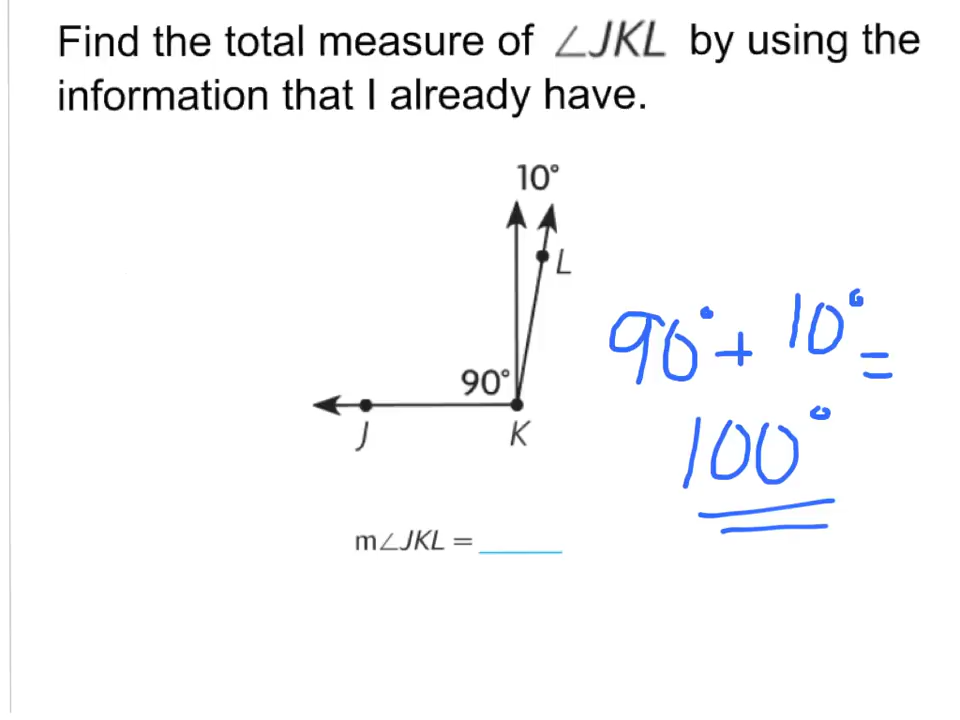 Find the total measure of ∠JKL by using the
information that I already have.
10°
L
90°
J
K
90° + 10° =
100°
m∠JKL = ____